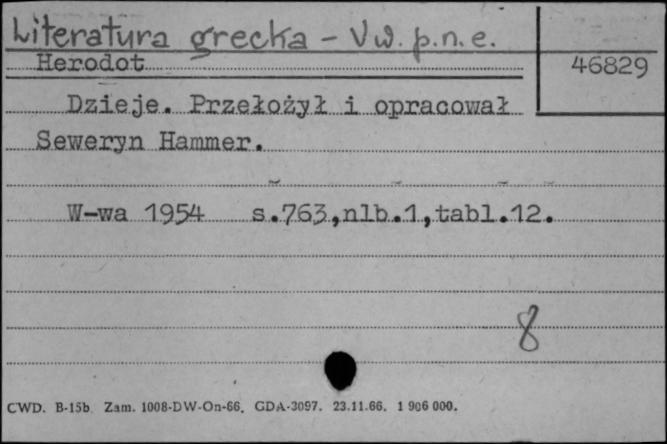 Literatura grecka - V w. p.n.e.
Herodot
46829
Dzieje. Przełożył i opracował
Seweryn Hammer.
W-wa 1954 s.763,nlb.1,tabl.12.
8
CWD. B-15b. Zam. 1008-DW-On-66. GDA-3097. 23.11.66. 1 906 000.